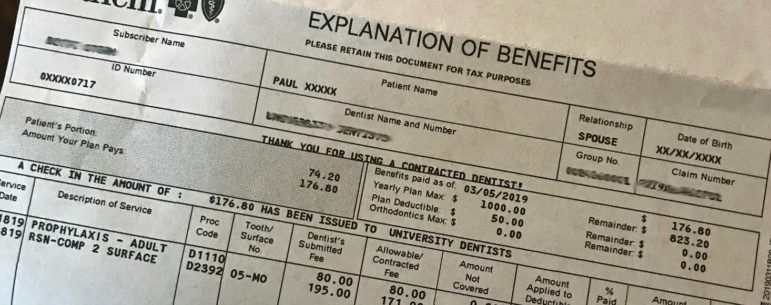 EXPLANATION OF BENEFITS
PLEASE RETAIN THIS DOCUMENT FOR TAX PURPOSES
Subscriber Name
ID Number
0XXXX0717
Patient Name
PAUL XXXXX
Dentist Name and Number
UNIVERSITY DENTISTS
Relationship
SPOUSE
Date of Birth
XX/XX/XXXX
Group No.
Claim Number
THANK YOU FOR USING A CONTRACTED DENTIST!
Patient's Portion: 74.20
Amount Your Plan Pays: 176.80
Benefits paid as of: 03/05/2019 $ 176.80
Yearly Plan Max: $ 1000.00 Remainder: $ 823.20
Plan Deductible: $ 50.00 Remainder: $ 0.00
Orthodontics Max: $ 0.00 Remainder: $ 0.00
A CHECK IN THE AMOUNT OF : $176.80 HAS BEEN ISSUED TO UNIVERSITY DENTISTS
Service Date
Description of Service
Proc Code
Tooth/ Surface No.
Dentist's Submitted Fee
Allowable/ Contracted Fee
Amount Not Covered
Amount Applied to Deductible
% Paid
Amount
1819 PROPHYLAXIS - ADULT D1110 80.00 80.00
819 RSN-COMP 2 SURFACE D2392 05-MO 195.00 171.00